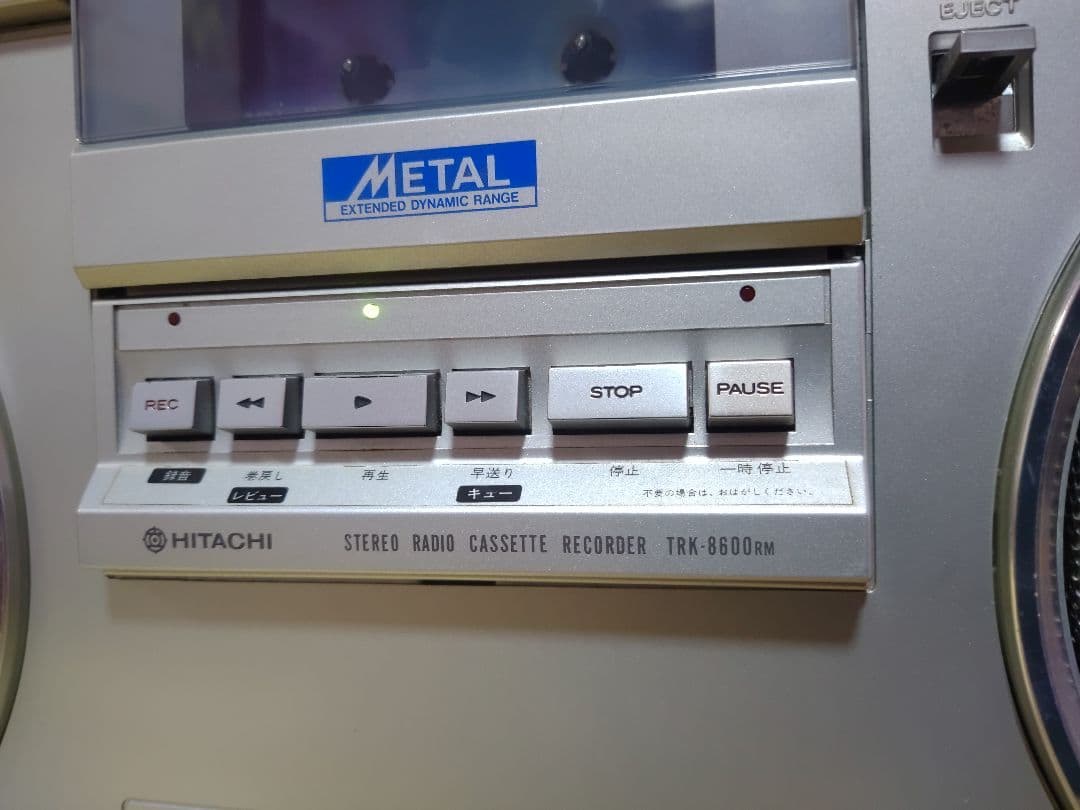 EJECT
METAL
EXTENDED DYNAMIC RANGE
REC
STOP
PAUSE
録音
巻戻し
再生
早送り
停止
一時停止
レビュー
キュー
不要の場合は、おはがしください。
HITACHI
STEREO RADIO CASSETTE RECORDER TRK-8600RM